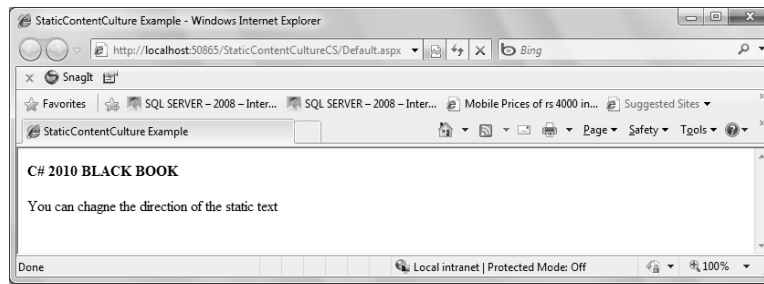 StaticContentCulture Example - Windows Internet Explorer
http://localhost:50865/StaticContentCultureCS/Default.aspx
Bing
SnagIt
Favorites SQL SERVER – 2008 – Inter... SQL SERVER – 2008 – Inter... Mobile Prices of rs 4000 in... Suggested Sites
StaticContentCulture Example Page Safety Tools
C# 2010 BLACK BOOK
You can chagne the direction of the static text
Done Local intranet | Protected Mode: Off 100%